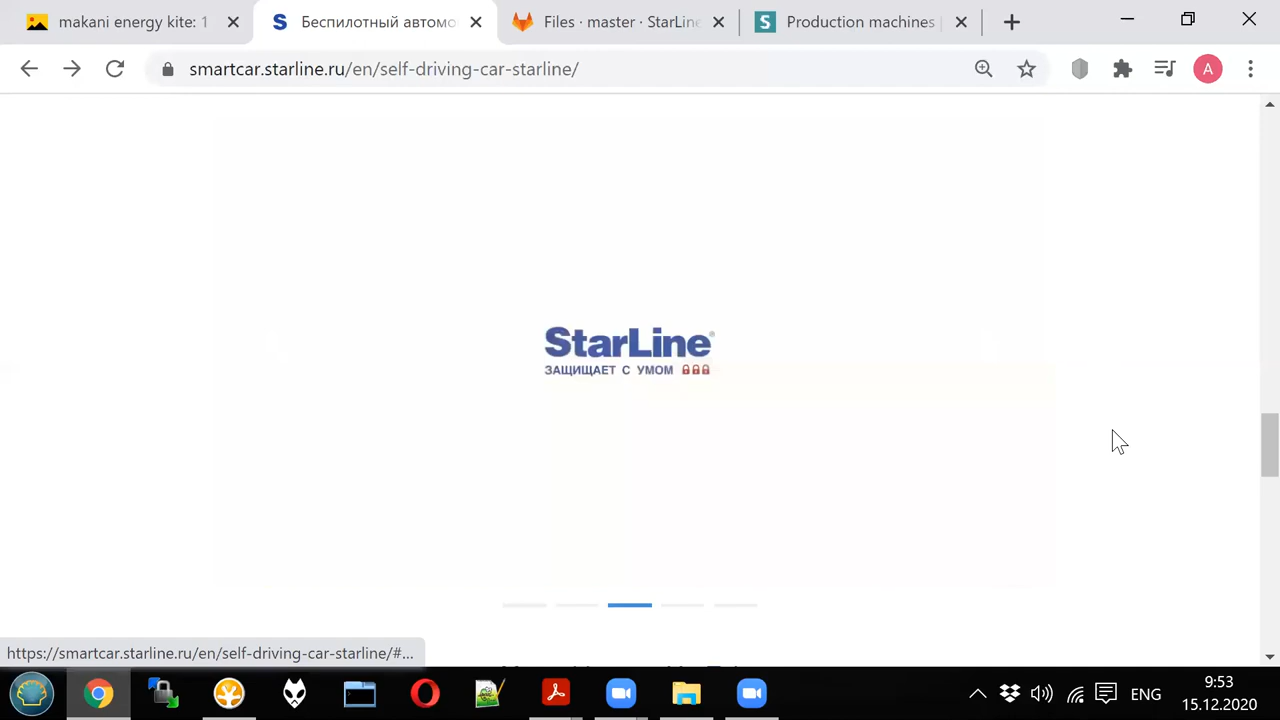 makani energy kite: 1
Беспилотный автомо
Files · master · StarLine
Production machines |
smartcar.starline.ru/en/self-driving-car-starline/
A
StarLine®
ЗАЩИЩАЕТ С УМОМ
https://smartcar.starline.ru/en/self-driving-car-starline/#...
ENG
9:53
15.12.2020